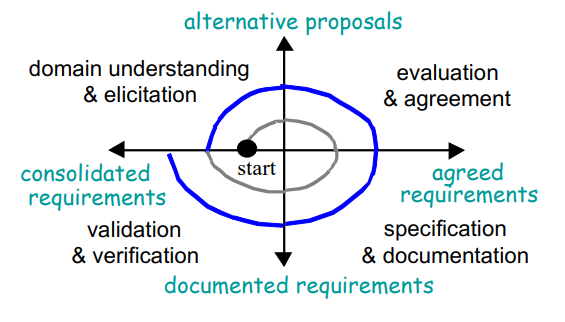 alternative proposals
domain understanding
& elicitation
evaluation
& agreement
start
consolidated
requirements
agreed
requirements
validation
& verification
specification
& documentation
documented requirements